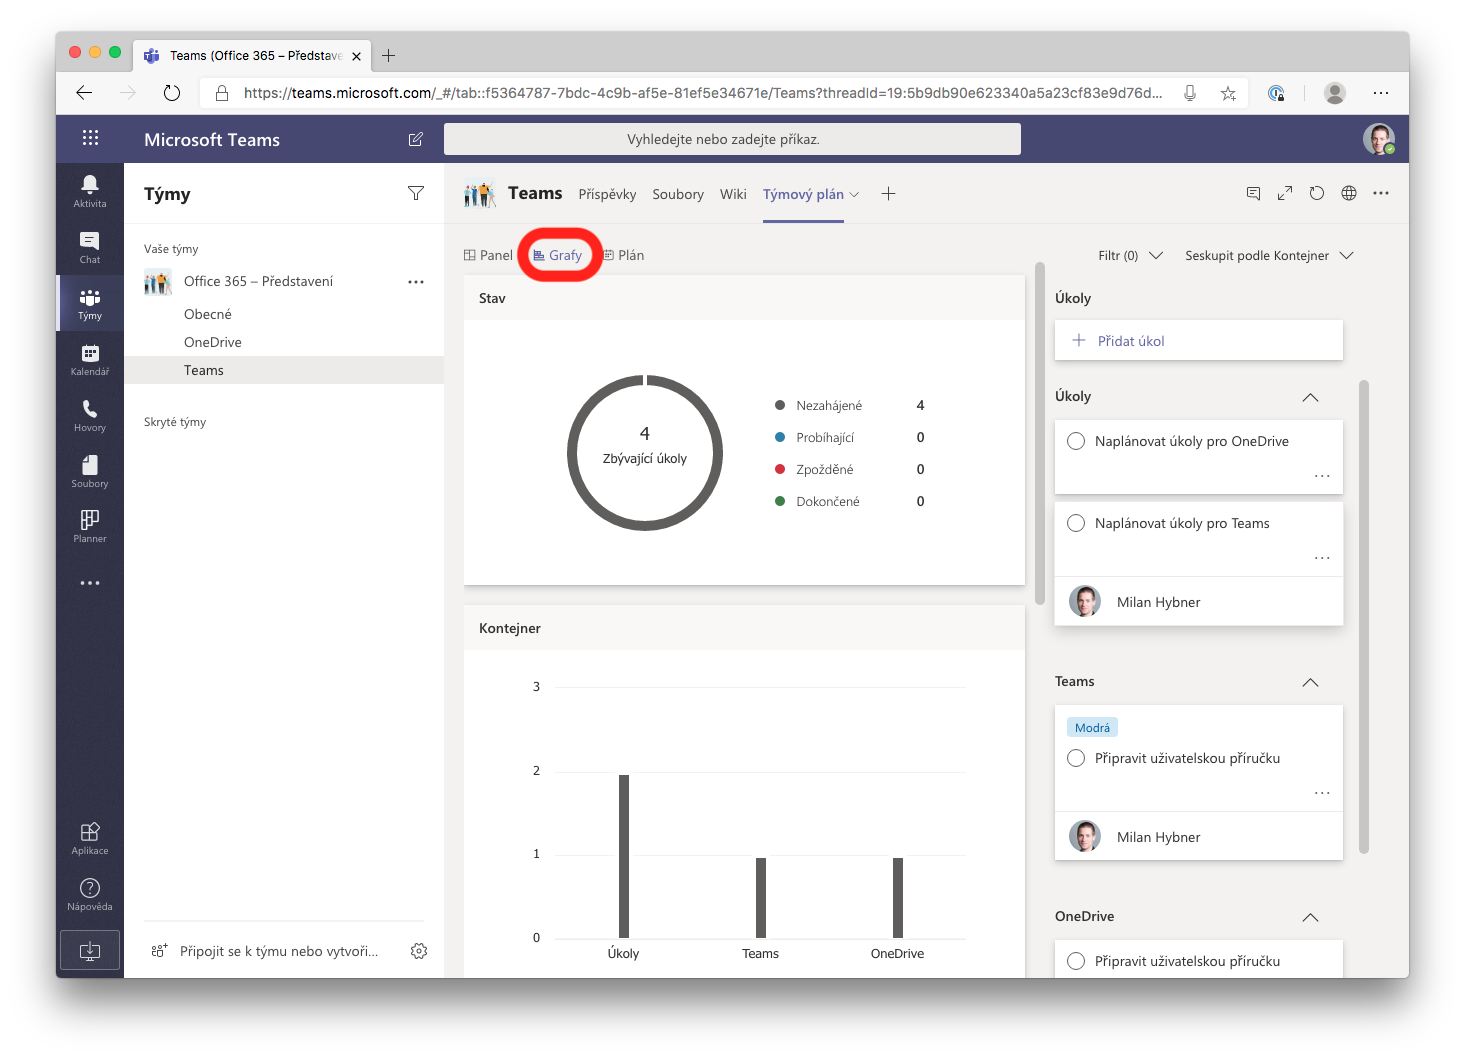 Teams (Office 365 – Představe
https://teams.microsoft.com/_#/tab::f5364787-7bdc-4c9b-af5e-81ef5e34671e/Teams?threadId=19:5b9db90e623340a5a23cf83e9d76d...
Microsoft Teams
Vyhledejte nebo zadejte příkaz.
Aktivita
Chat
Týmy
Kalendář
Hovory
Soubory
Planner
Aplikace
Nápověda
Týmy
Vaše týmy
Office 365 – Představení
Obecné
OneDrive
Teams
Skryté týmy
Připojit se k týmu nebo vytvoři...
Teams Příspěvky Soubory Wiki Týmový plán
Panel Grafy Plán
Filtr (0) Seskupit podle Kontejner
Stav
4
Zbývající úkoly
Nezahájené 4
Probíhající 0
Zpožděné 0
Dokončené 0
Kontejner
3
2
1
0
Úkoly Teams OneDrive
Úkoly
Přidat úkol
Úkoly
Naplánovat úkoly pro OneDrive
Naplánovat úkoly pro Teams
Milan Hybner
Teams
Modrá
Připravit uživatelskou příručku
Milan Hybner
OneDrive
Připravit uživatelskou příručku